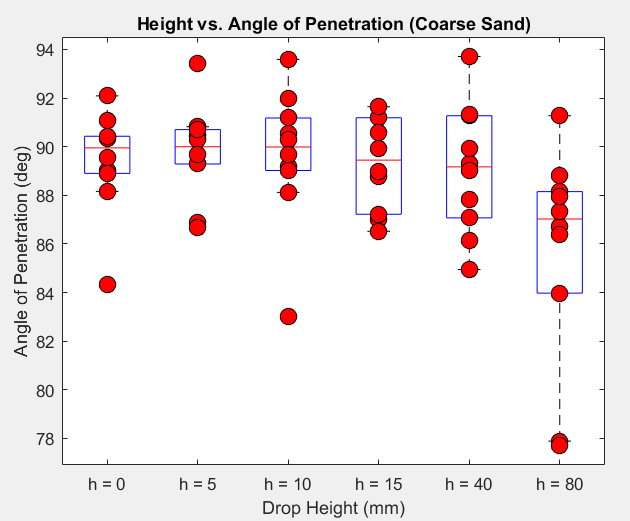 Height vs. Angle of Penetration (Coarse Sand)
Angle of Penetration (deg)
94
92
90
88
86
84
82
80
78
h = 0 h = 5 h = 10 h = 15 h = 40 h = 80
Drop Height (mm)